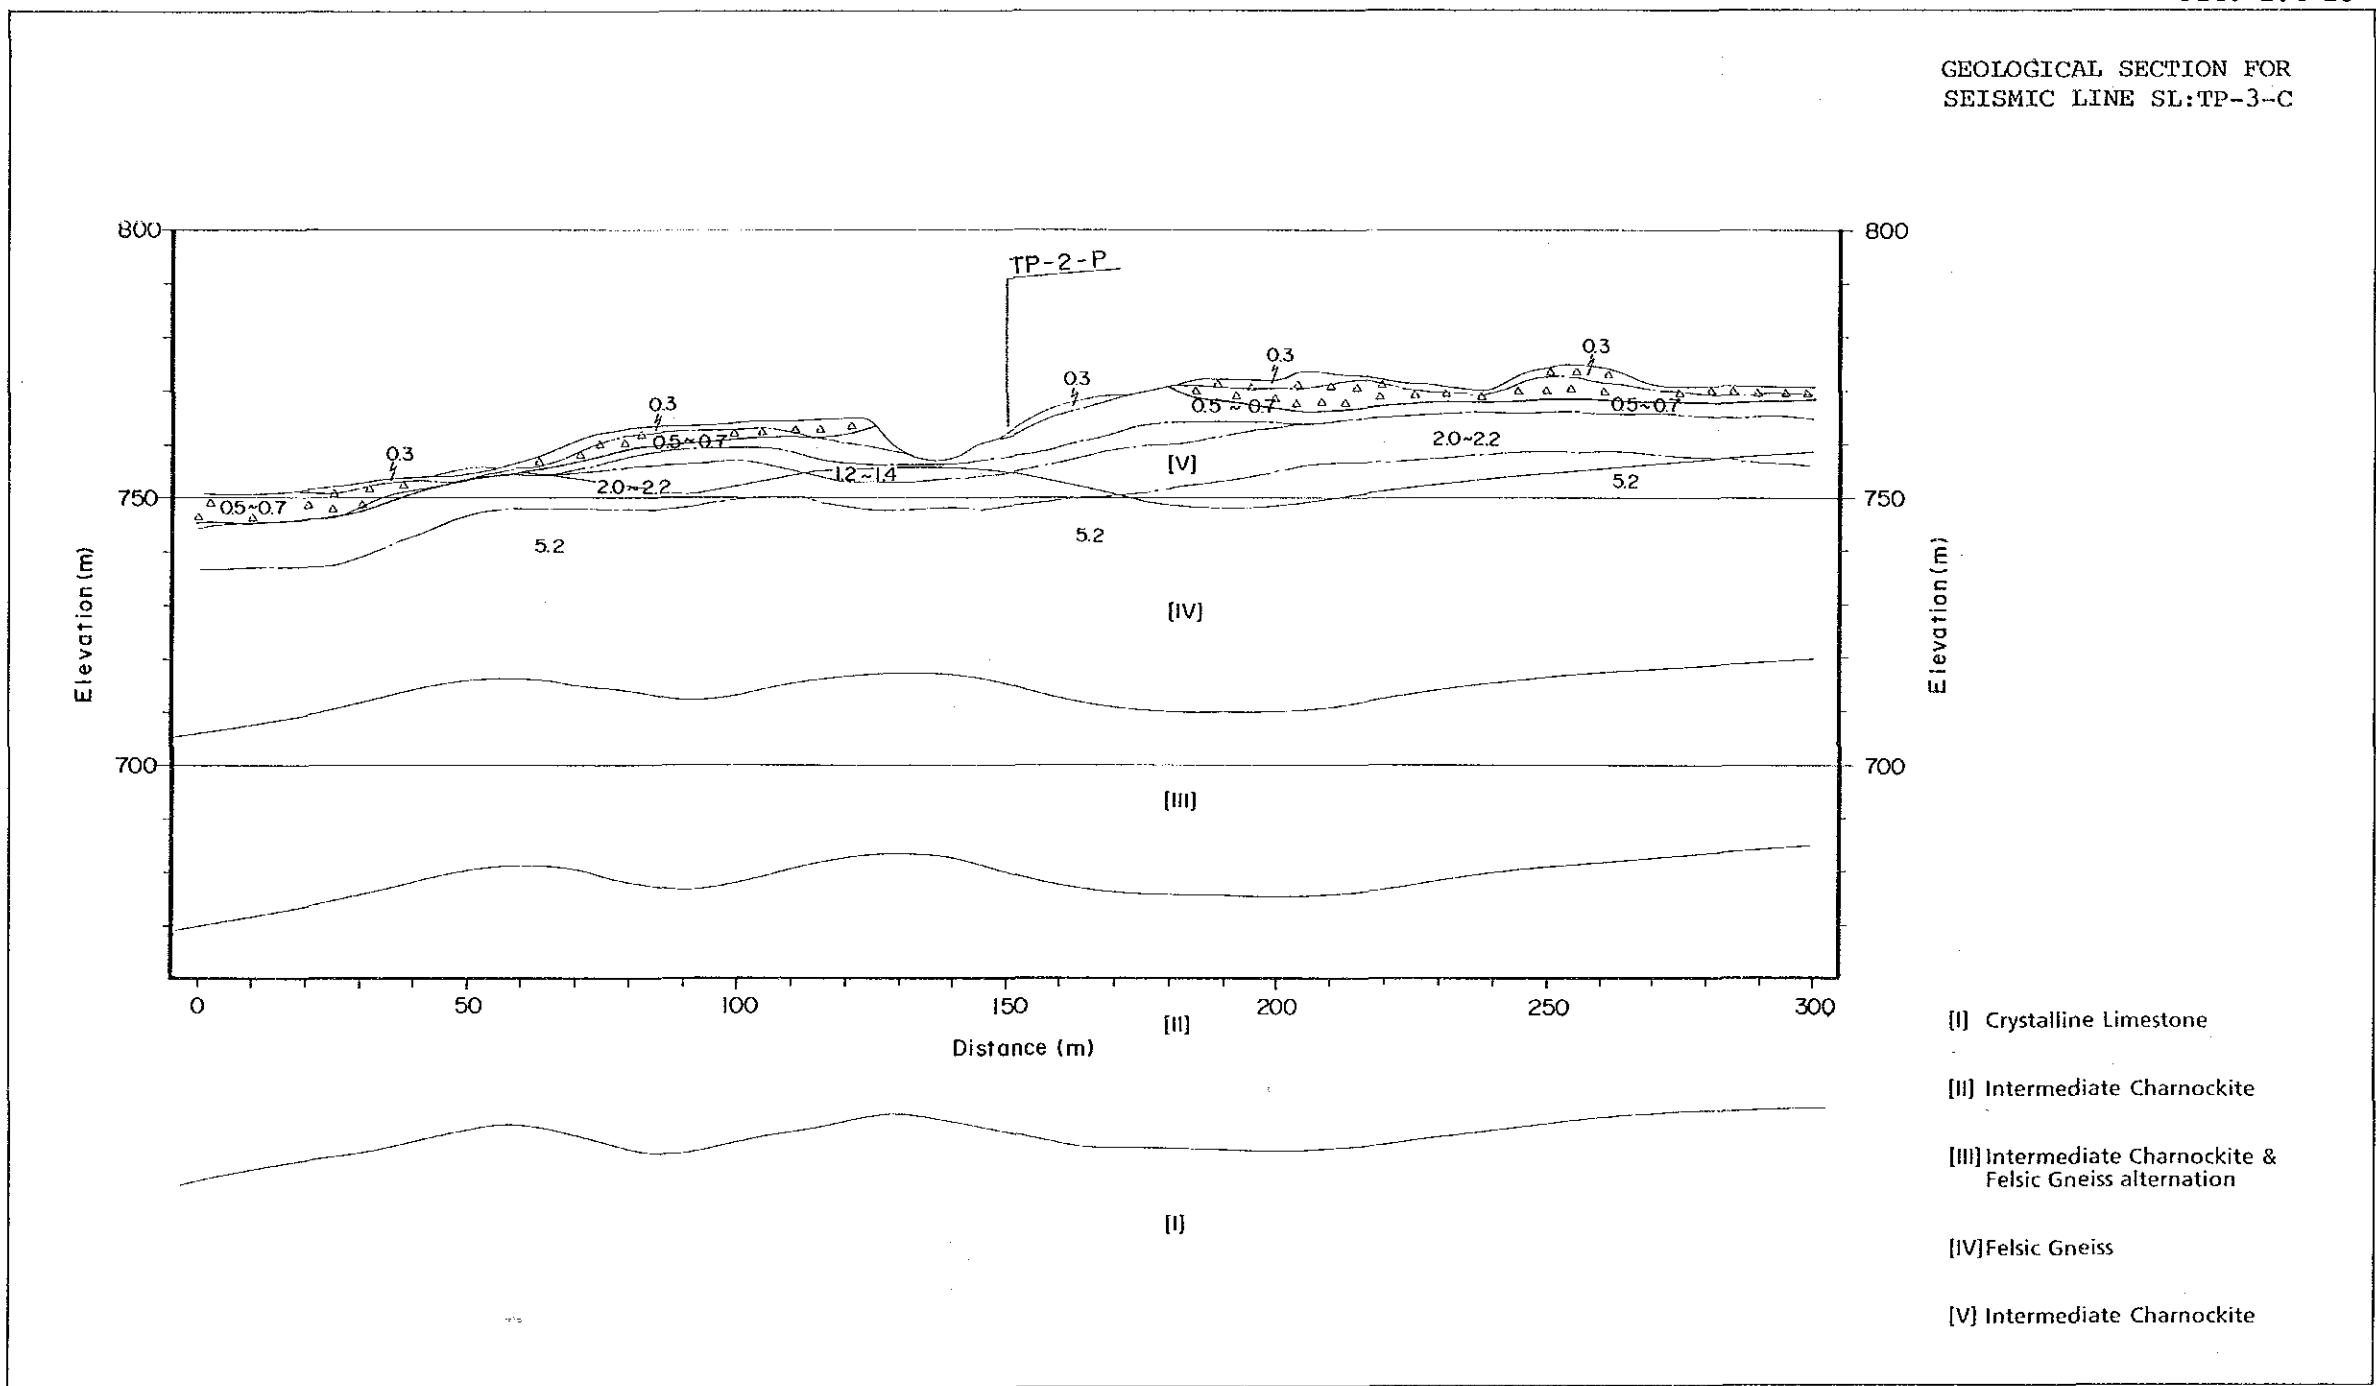 GEOLOGICAL SECTION FOR
SEISMIC LINE SL:TP-3-C
800
800
TP-2-P
0.3
0.3
0.3
0.3
0.3
0.5~0.7
0.5~0.7
0.5~0.7
0.5~0.7
2.0~2.2
[V]
1.2~1.4
2.0~2.2
5.2
750
750
5.2
5.2
Elevation(m)
Elevation(m)
[IV]
700
700
[III]
0
50
100
150
200
250
300
[II]
Distance (m)
[I]
[I] Crystalline Limestone
[II] Intermediate Charnockite
[III] Intermediate Charnockite &
Felsic Gneiss alternation
[IV] Felsic Gneiss
[V] Intermediate Charnockite